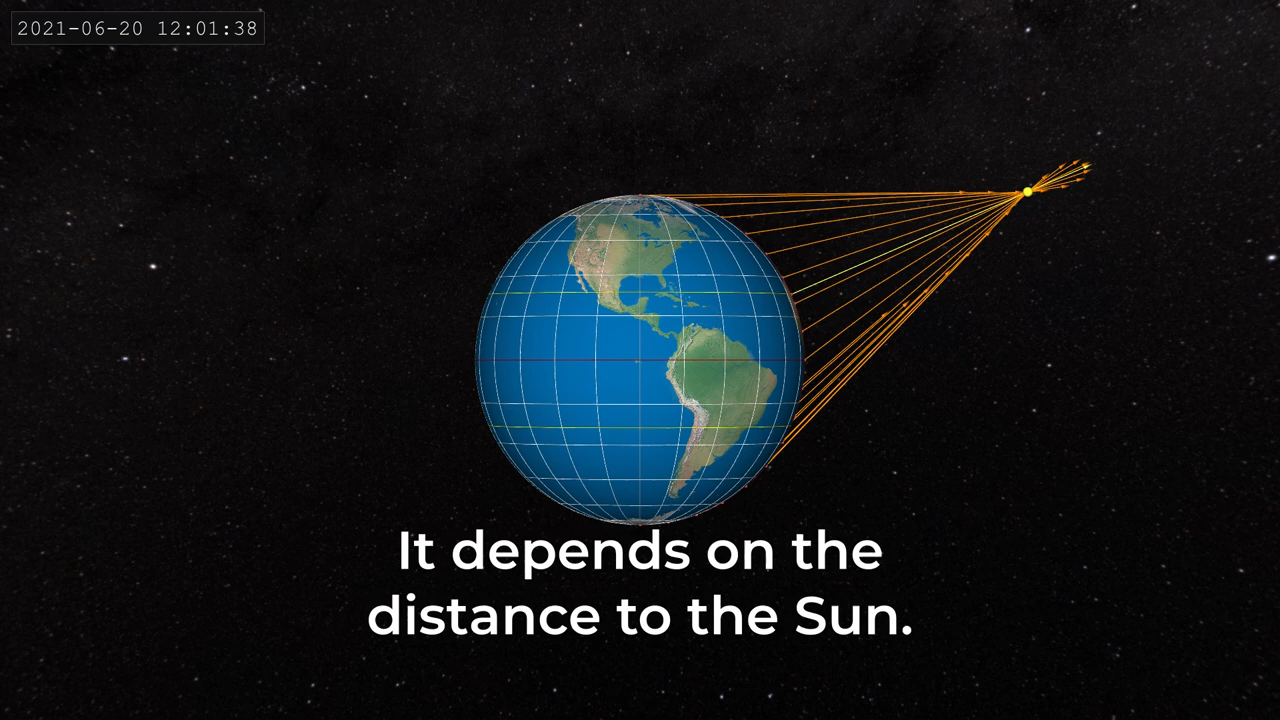 2021-06-20 12:01:38
It depends on the
distance to the Sun.